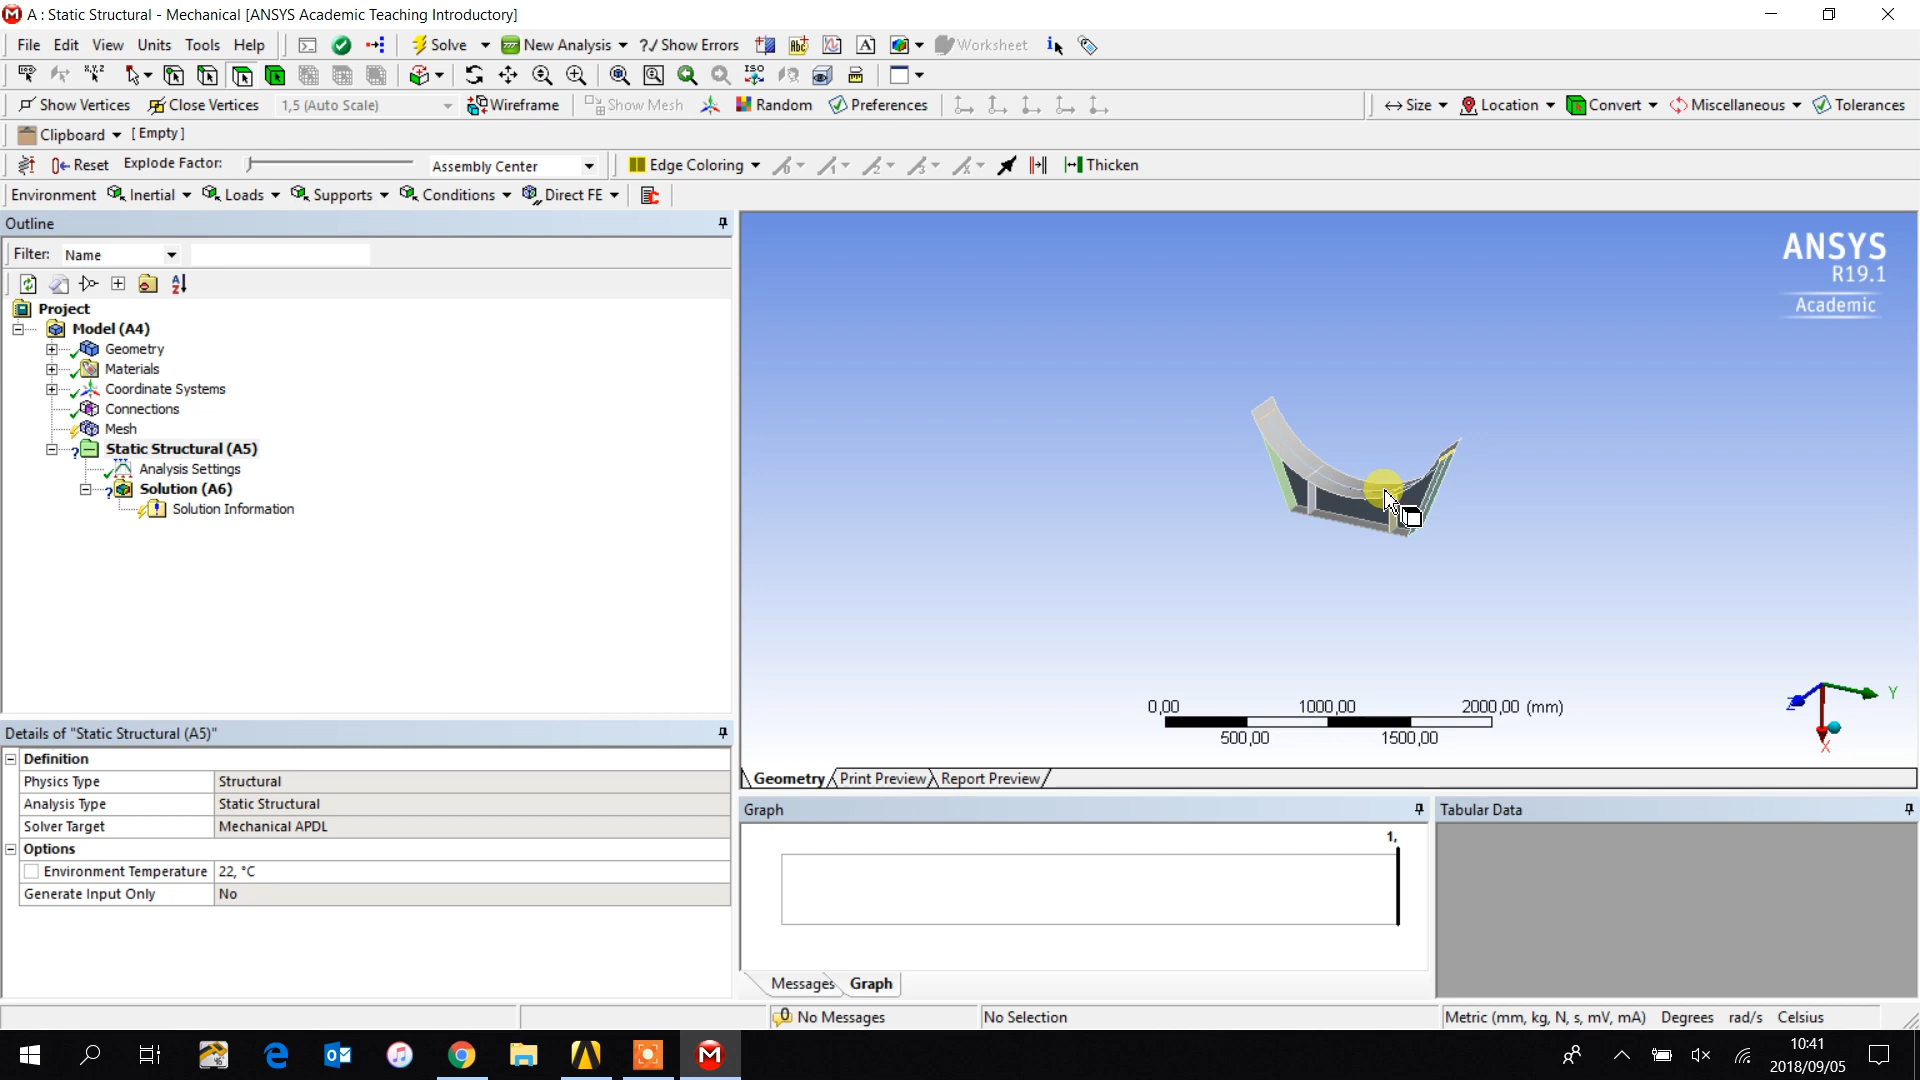 A : Static Structural - Mechanical [ANSYS Academic Teaching Introductory]
File Edit View Units Tools Help Solve New Analysis ?/ Show Errors Worksheet
Show Vertices Close Vertices 1,5 (Auto Scale) Wireframe Show Mesh Random Preferences Size Location Convert Miscellaneous Tolerances
Clipboard [ Empty ]
Reset Explode Factor: Assembly Center Edge Coloring Thicken
Environment Inertial Loads Supports Conditions Direct FE
Outline
Filter: Name
Project
Model (A4)
Geometry
Materials
Coordinate Systems
Connections
Mesh
Static Structural (A5)
Analysis Settings
Solution (A6)
Solution Information
ANSYS
R19.1
Academic
0,00 1000,00 2000,00 (mm)
500,00 1500,00
Z Y
X
Geometry Print Preview Report Preview
Details of "Static Structural (A5)"
Definition
Physics Type Structural
Analysis Type Static Structural
Solver Target Mechanical APDL
Options
Environment Temperature 22, °C
Generate Input Only No
Graph
1,
Tabular Data
Messages Graph
No Messages No Selection Metric (mm, kg, N, s, mV, mA) Degrees rad/s Celsius
10:41
2018/09/05